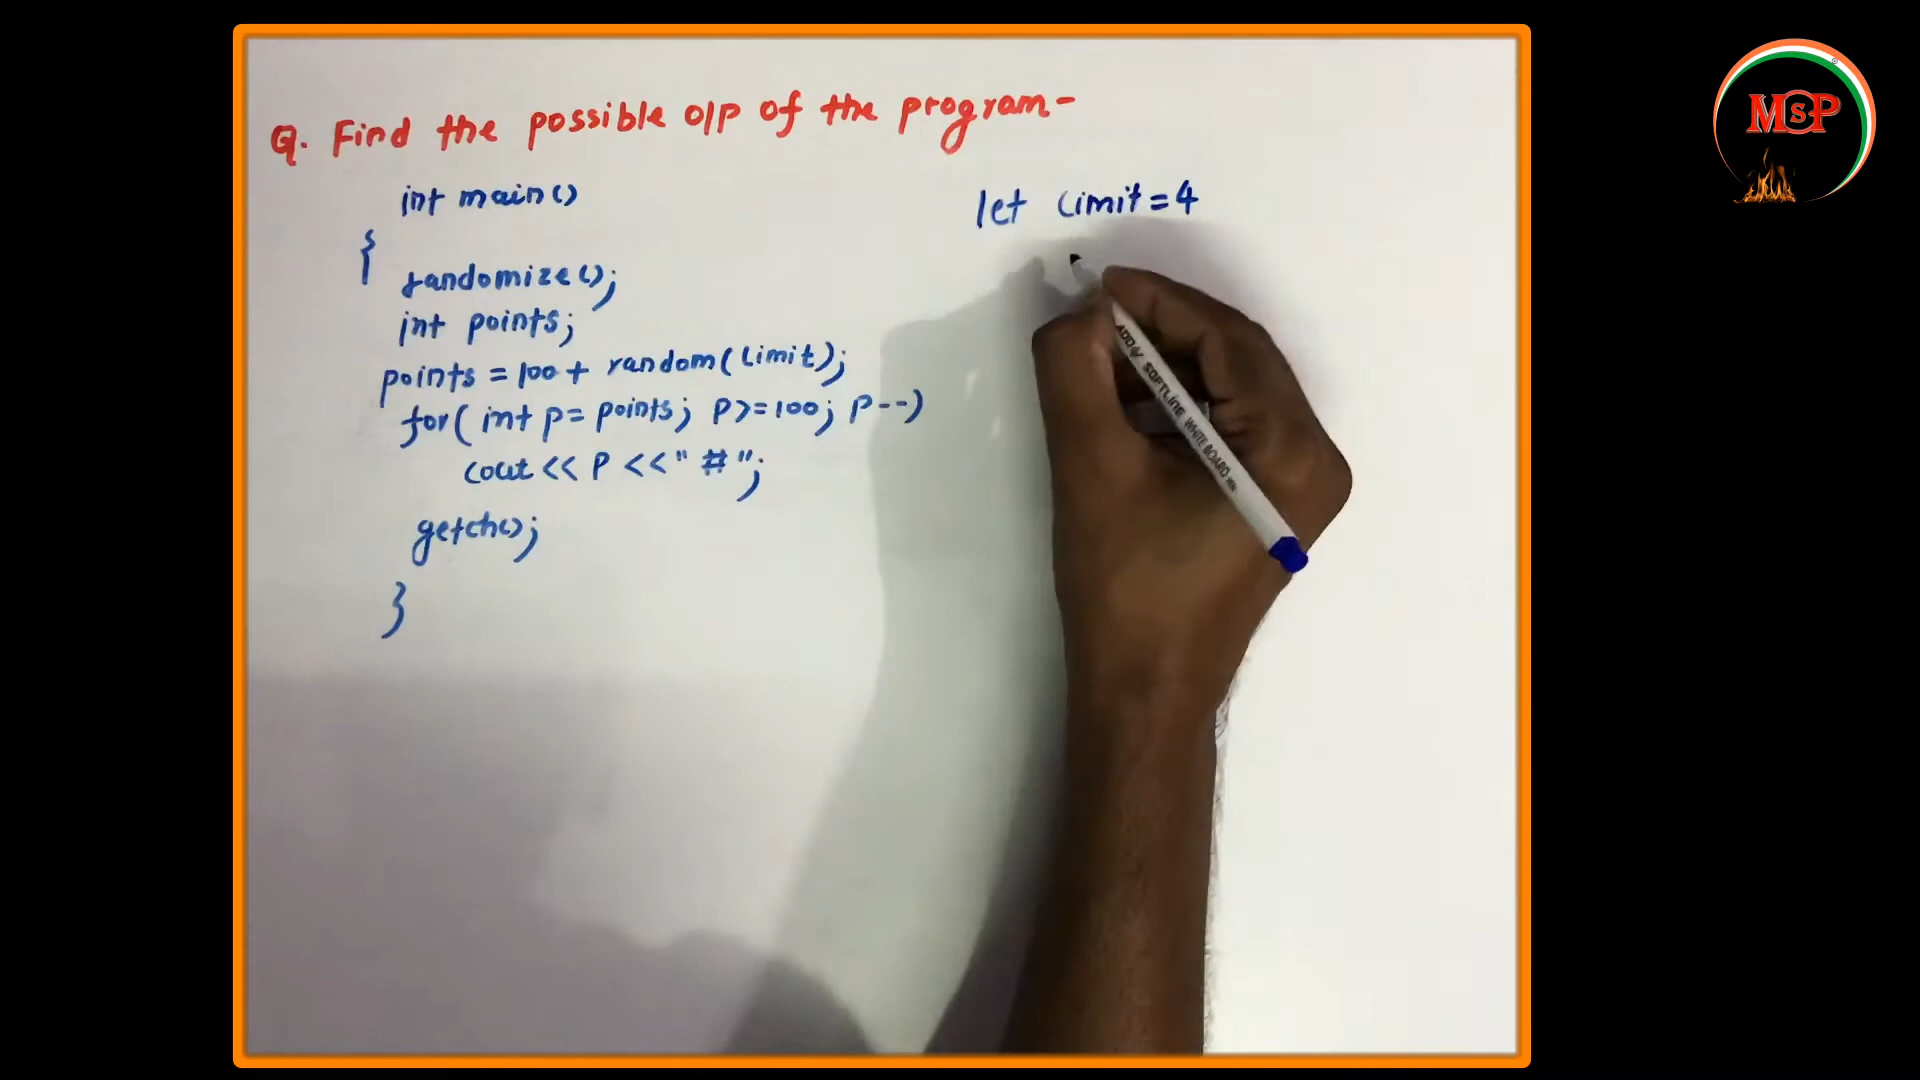 Q. Find the possible o/p of the program-
int main()
{
randomize();
int points;
points = 100 + random(Limit);
for( int p= points; P>=100; P--)
cout << P <<" #";
getch();
}
let Limit=4
ADD SOFTLINE WHITE BOARD
MSP